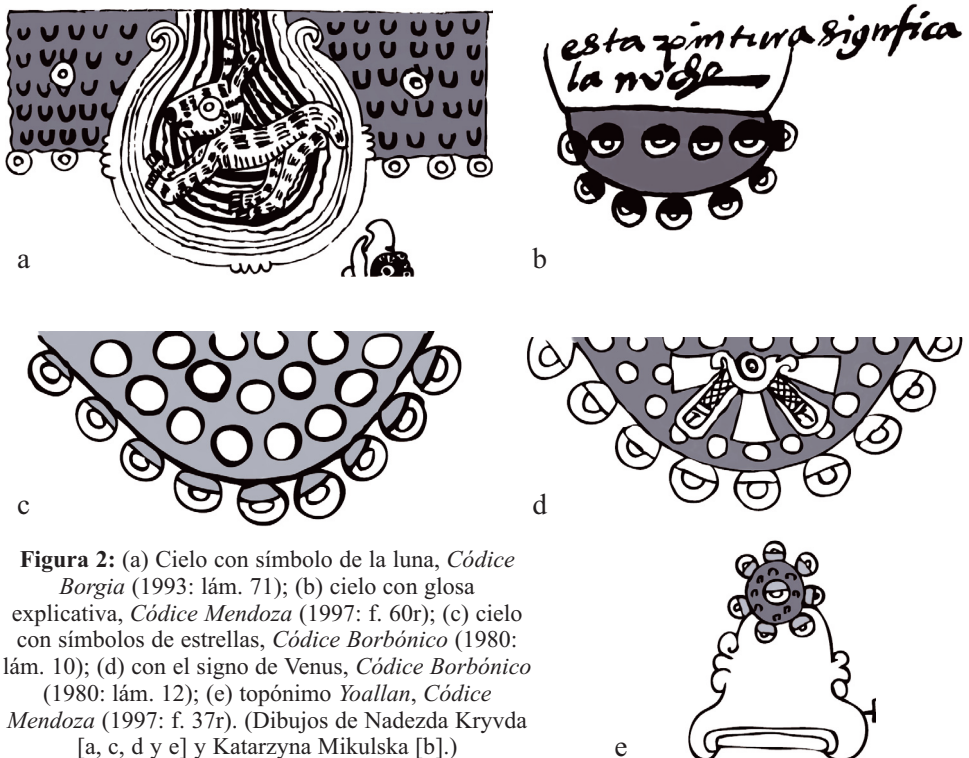 esta pintura signfica
la noche
a
b
c
d
Figura 2: (a) Cielo con símbolo de la luna, Códice
Borgia (1993: lám. 71); (b) cielo con glosa
explicativa, Códice Mendoza (1997: f. 60r); (c) cielo
con símbolos de estrellas, Códice Borbónico (1980:
lám. 10); (d) con el signo de Venus, Códice Borbónico
(1980: lám. 12); (e) topónimo Yoallan, Códice
Mendoza (1997: f. 37r). (Dibujos de Nadezda Kryvda
[a, c, d y e] y Katarzyna Mikulska [b].)
e